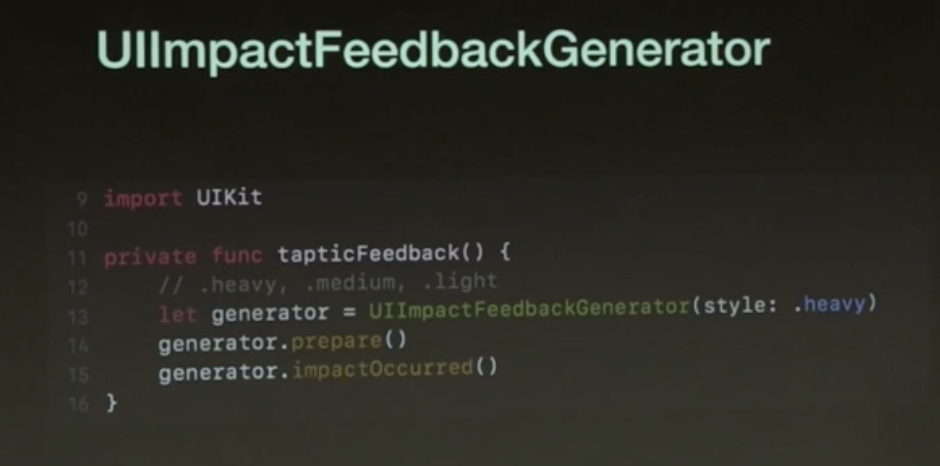 UIImpactFeedbackGenerator
9 import UIKit
10
11 private func tapticFeedback() {
12 // .heavy, .medium, .light
13 let generator = UIImpactFeedbackGenerator(style: .heavy)
14 generator.prepare()
15 generator.impactOccurred()
16 }